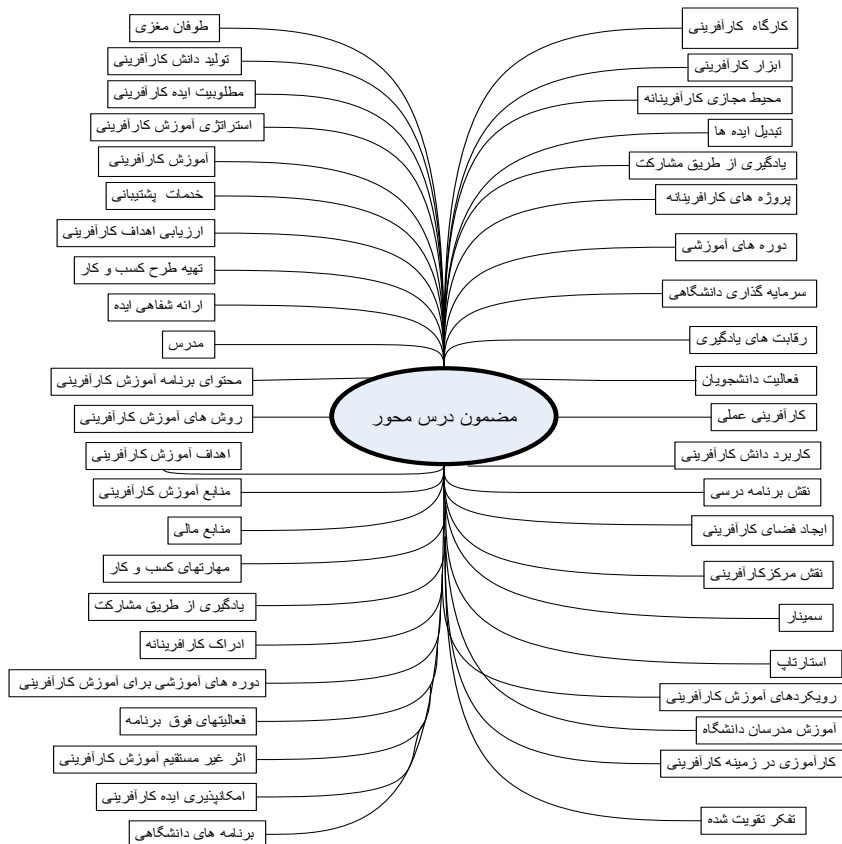 کارگاه کارآفرینی
ابزار کارآفرینی
محیط مجازی کارآفرینانه
تبدیل ایده ها
یادگیری از طریق مشارکت
پروژه های کارافرینانه
دوره های آموزشی
سرمایه گذاری دانشگاهی
رقابت های یادگیری
فعالیت دانشجویان
کارآفرینی عملی
کاربرد دانش کارآفرینی
نقش برنامه درسی
ایجاد فضای کارآفرینی
نقش مرکزکارآفرینی
سمینار
استارتاپ
رویکردهای آموزش کارآفرینی
آموزش مدرسان دانشگاه
کارآموزی در زمینه کارآفرینی
تفکر تقویت شده
مضمون درس محور
طوفان مغزی
تولید دانش کارآفرینی
مطلوبیت ایده کارآفرینی
استراتژی آموزش کارآفرینی
آموزش کارآفرینی
خدمات پشتیبانی
ارزیابی اهداف کارآفرینی
تهیه طرح کسب و کار
ارائه شفاهی ایده
مدرس
محتوای برنامه آموزش کارآفرینی
روش های آموزش کارآفرینی
اهداف آموزش کارآفرینی
منابع آموزش کارآفرینی
منابع مالی
مهارتهای کسب و کار
یادگیری از طریق مشارکت
ادراک کارافرینانه
دوره های آموزشی برای آموزش کارآفرینی
فعالیتهای فوق برنامه
اثر غیر مستقیم آموزش کارآفرینی
امکانپذیری ایده کارآفرینی
برنامه های دانشگاهی